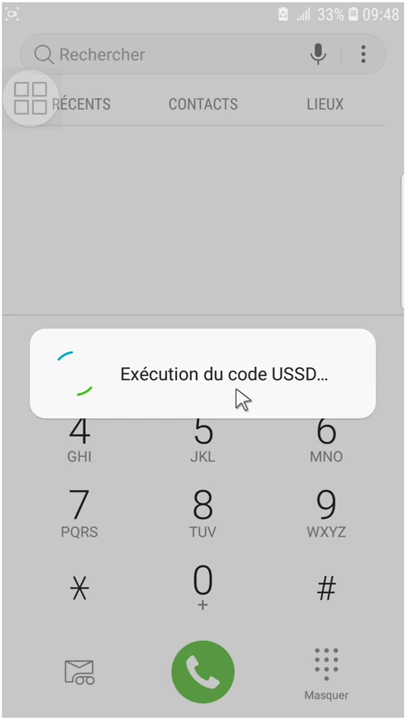 33% 09:48
Rechercher
RÉCENTS CONTACTS LIEUX
Exécution du code USSD...
4 5 6
GHI JKL MNO
7 8 9
PQRS TUV WXYZ
* 0 #
+
Masquer